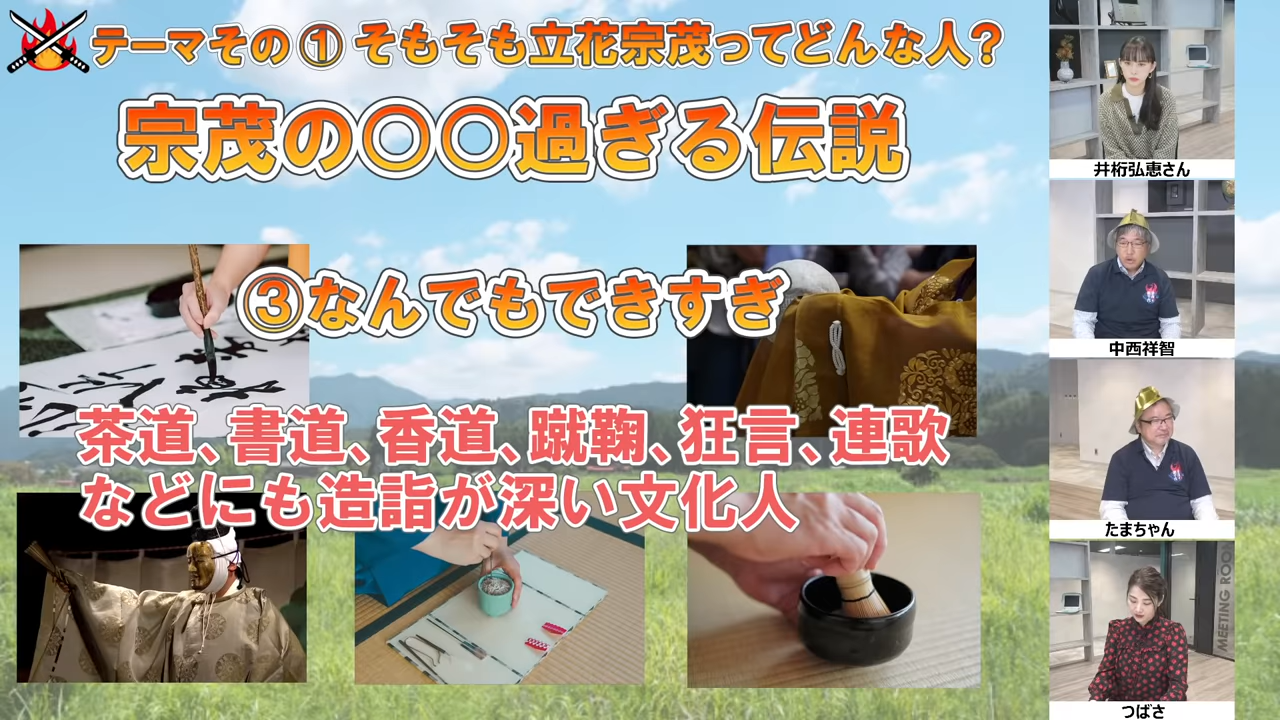 テーマその① そもそも立花宗茂ってどんな人?
宗茂の〇〇過ぎる伝説
③なんでもできすぎ
茶道、書道、香道、蹴鞠、狂言、連歌
などにも造詣が深い文化人
井桁弘恵さん
中西祥智
たまちゃん
MEETING ROOM
つばさ